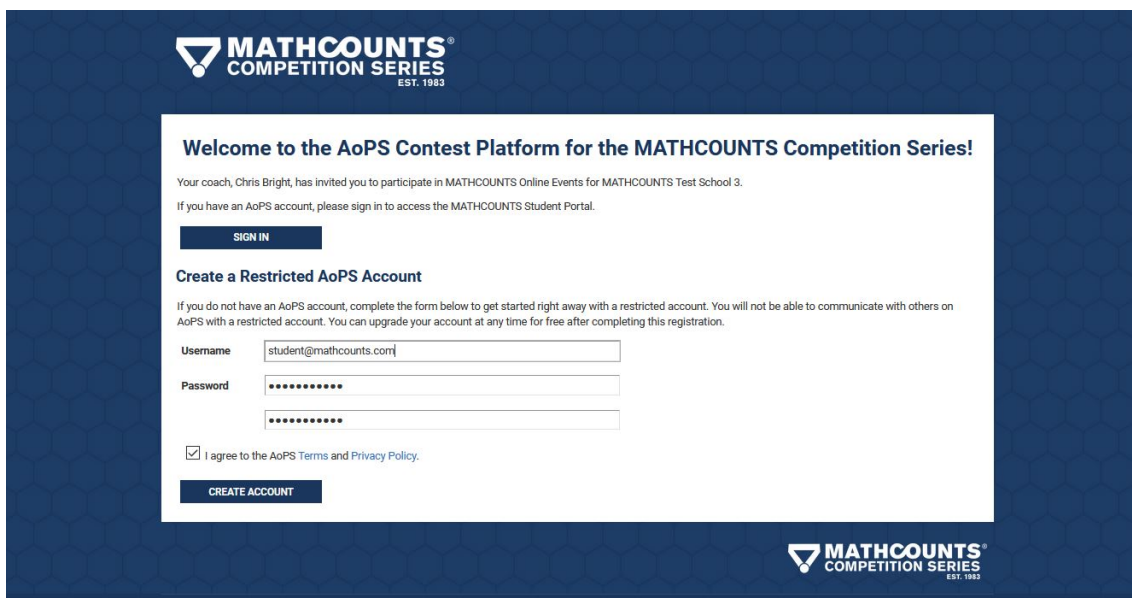 MATHCOUNTS®
COMPETITION SERIES
EST. 1983
Welcome to the AoPS Contest Platform for the MATHCOUNTS Competition Series!
Your coach, Chris Bright, has invited you to participate in MATHCOUNTS Online Events for MATHCOUNTS Test School 3.
If you have an AoPS account, please sign in to access the MATHCOUNTS Student Portal.
SIGN IN
Create a Restricted AoPS Account
If you do not have an AoPS account, complete the form below to get started right away with a restricted account. You will not be able to communicate with others on
AoPS with a restricted account. You can upgrade your account at any time for free after completing this registration.
Username student@mathcounts.com
Password •••••••••••
•••••••••••
I agree to the AoPS Terms and Privacy Policy.
CREATE ACCOUNT
MATHCOUNTS®
COMPETITION SERIES
EST. 1983